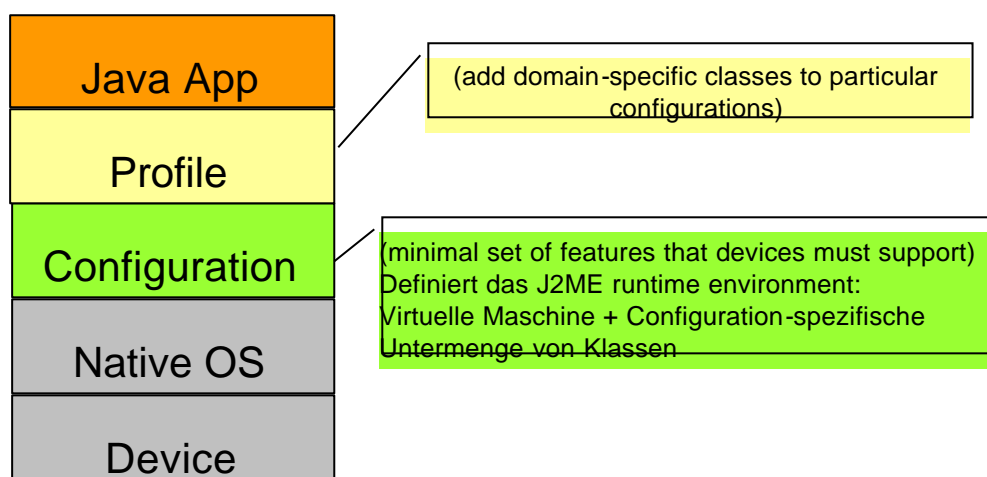 Java App
(add domain-specific classes to particular
configurations)
Profile
Configuration
(minimal set of features that devices must support)
Definiert das J2ME runtime environment:
Virtuelle Maschine + Configuration-spezifische
Untermenge von Klassen
Native OS
Device